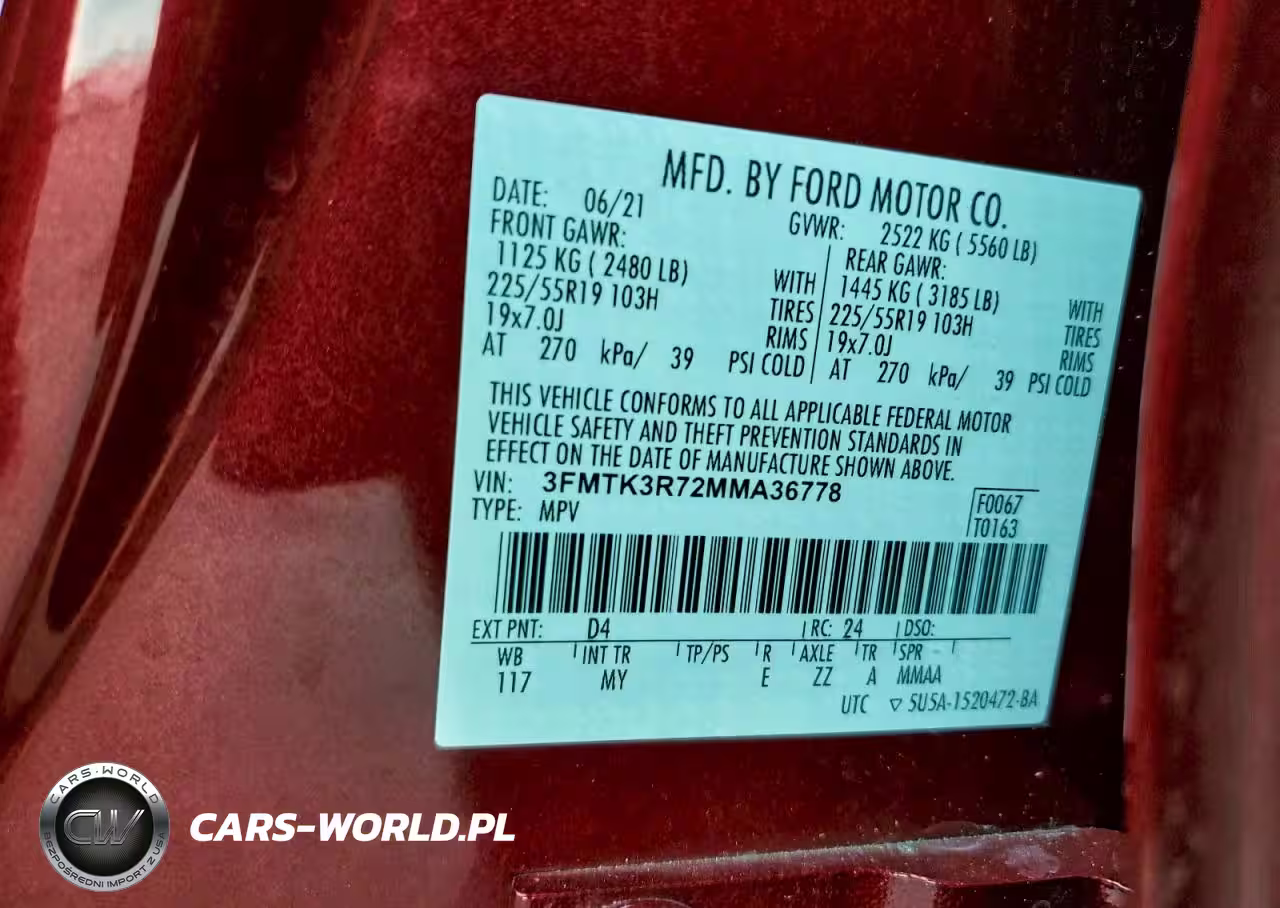 MFD. BY FORD MOTOR CO.
DATE: 06/21 GVWR: 2522 KG ( 5560 LB)
FRONT GAWR: REAR GAWR:
1125 KG ( 2480 LB) WITH 1445 KG ( 3185 LB) WITH
225/55R19 103H TIRES 225/55R19 103H TIRES
19x7.0J RIMS 19x7.0J RIMS
AT 270 kPa/ 39 PSI COLD AT 270 kPa/ 39 PSI COLD
THIS VEHICLE CONFORMS TO ALL APPLICABLE FEDERAL MOTOR
VEHICLE SAFETY AND THEFT PREVENTION STANDARDS IN
EFFECT ON THE DATE OF MANUFACTURE SHOWN ABOVE.
VIN: 3FMTK3R72MMA36778
F0067
TYPE: MPV
T0163
EXT PNT: D4 RC: 24 DSO:
WB INT TR TP/PS R AXLE TR SPR
117 MY E ZZ A MMAA
UTC ▽ 5U5A-1520472-BA
CARS-WORLD
CW
BEZPOŚREDNI IMPORT Z USA
CARS-WORLD.PL